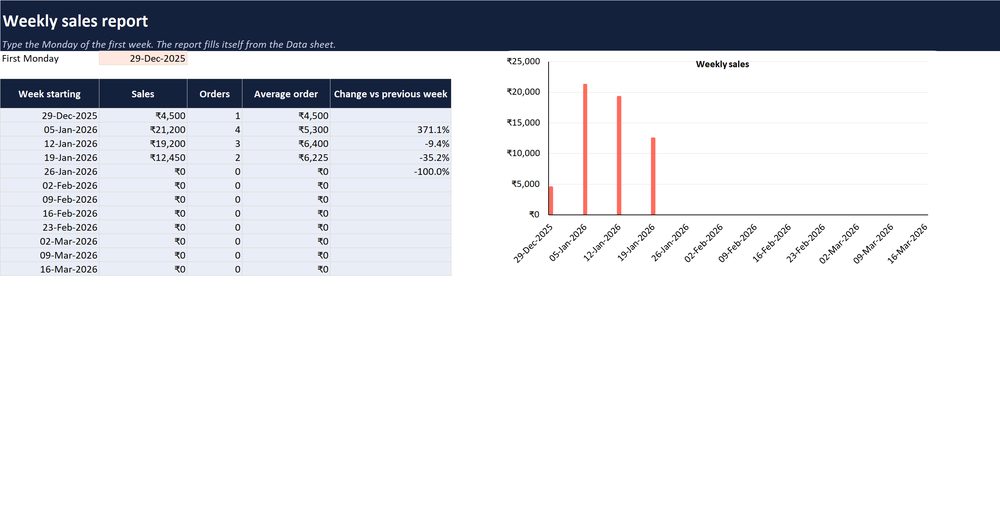 Weekly sales report
Type the Monday of the first week. The report fills itself from the Data sheet.
First Monday 29-Dec-2025
Week starting Sales Orders Average order Change vs previous week
29-Dec-2025 ₹4,500 1 ₹4,500
05-Jan-2026 ₹21,200 4 ₹5,300 371.1%
12-Jan-2026 ₹19,200 3 ₹6,400 -9.4%
19-Jan-2026 ₹12,450 2 ₹6,225 -35.2%
26-Jan-2026 ₹0 0 ₹0 -100.0%
02-Feb-2026 ₹0 0 ₹0
09-Feb-2026 ₹0 0 ₹0
16-Feb-2026 ₹0 0 ₹0
23-Feb-2026 ₹0 0 ₹0
02-Mar-2026 ₹0 0 ₹0
09-Mar-2026 ₹0 0 ₹0
16-Mar-2026 ₹0 0 ₹0
Weekly sales
₹25,000
₹20,000
₹15,000
₹10,000
₹5,000
₹0
29-Dec-2025 05-Jan-2026 12-Jan-2026 19-Jan-2026 26-Jan-2026 02-Feb-2026 09-Feb-2026 16-Feb-2026 23-Feb-2026 02-Mar-2026 09-Mar-2026 16-Mar-2026